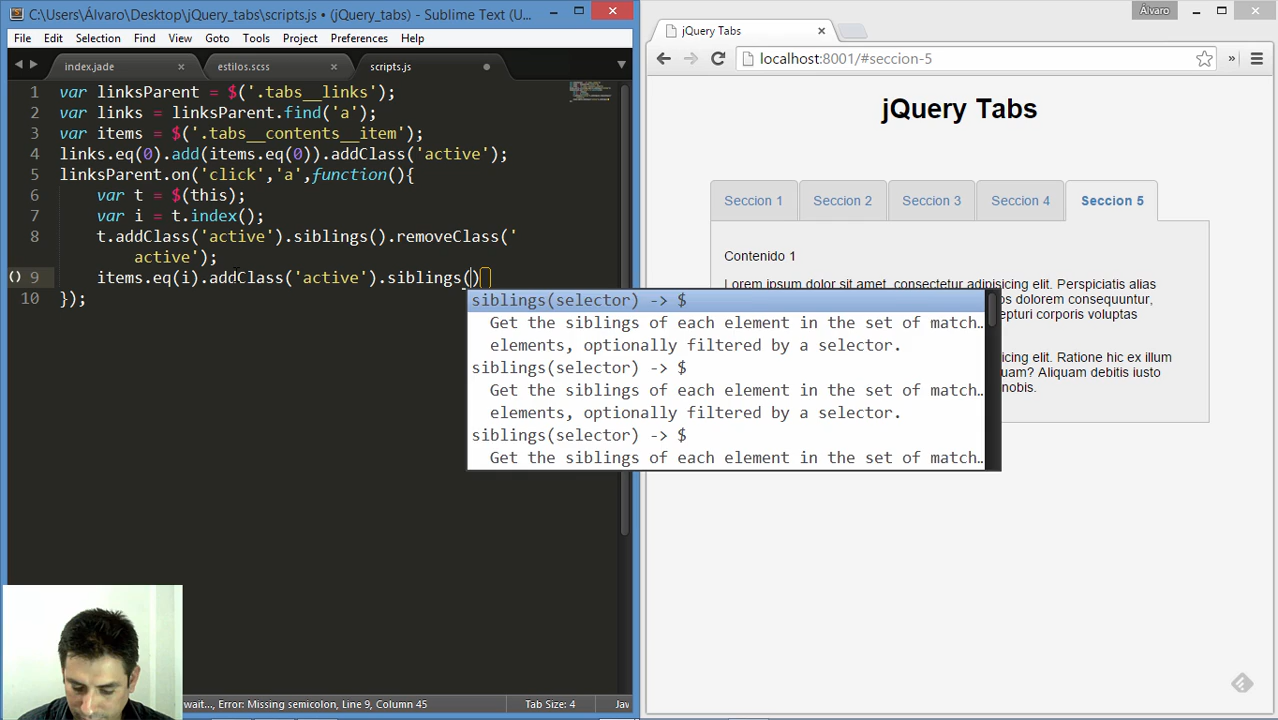 C:\Users\Álvaro\Desktop\jQuery_tabs\scripts.js • (jQuery_tabs) - Sublime Text (U...
File Edit Selection Find View Goto Tools Project Preferences Help
index.jade × estilos.scss × scripts.js
1 var linksParent = $('.tabs__links');
2 var links = linksParent.find('a');
3 var items = $('.tabs__contents__item');
4 links.eq(0).add(items.eq(0)).addClass('active');
5 linksParent.on('click','a',function(){
6 var t = $(this);
7 var i = t.index();
8 t.addClass('active').siblings().removeClass('
active');
9 items.eq(i).addClass('active').siblings()
10 });
siblings(selector) -> $
Get the siblings of each element in the set of match…
elements, optionally filtered by a selector.
siblings(selector) -> $
Get the siblings of each element in the set of match…
elements, optionally filtered by a selector.
siblings(selector) -> $
Get the siblings of each element in the set of match…
wait..., Error: Missing semicolon, Line 9, Column 45 Tab Size: 4 Jav
Álvaro
jQuery Tabs
localhost:8001/#seccion-5
jQuery Tabs
Seccion 1 Seccion 2 Seccion 3 Seccion 4 Seccion 5
Contenido 1
Lorem ipsum dolor sit amet, consectetur adipisicing elit. Perspiciatis alias
os dolorem consequuntur,
epturi corporis voluptas
icing elit. Ratione hic ex illum
uam? Aliquam debitis iusto
nobis.